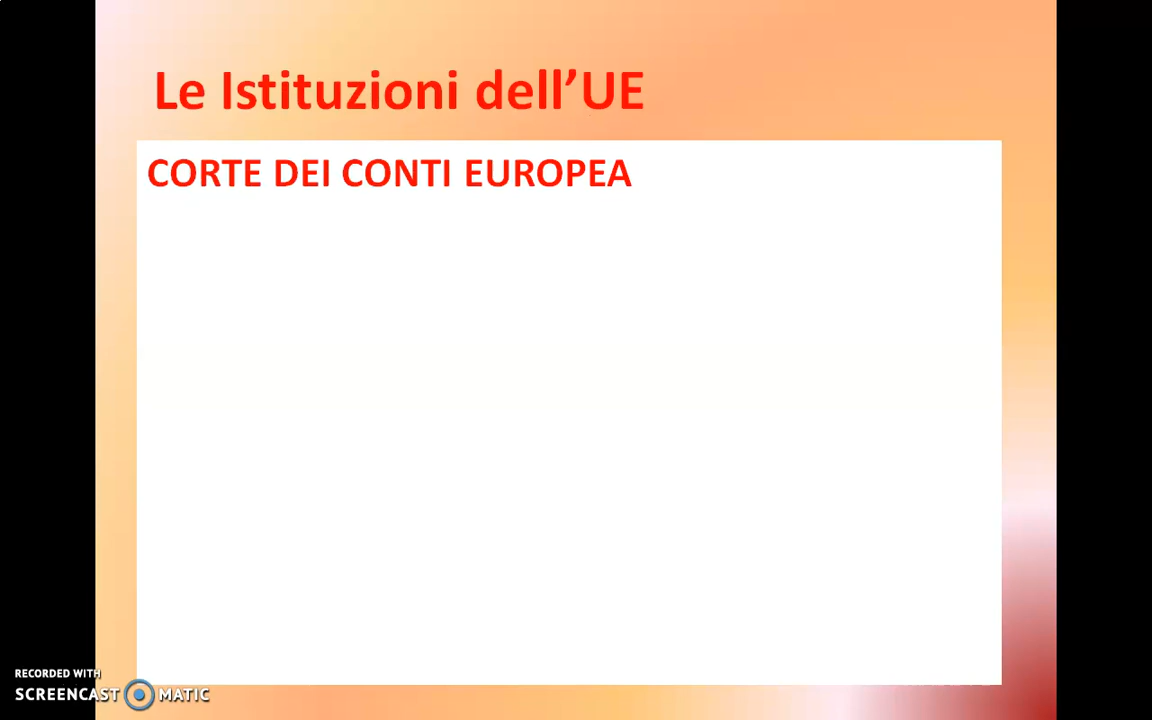 Le Istituzioni dell’UE
CORTE DEI CONTI EUROPEA
RECORDED WITH
SCREENCAST MATIC